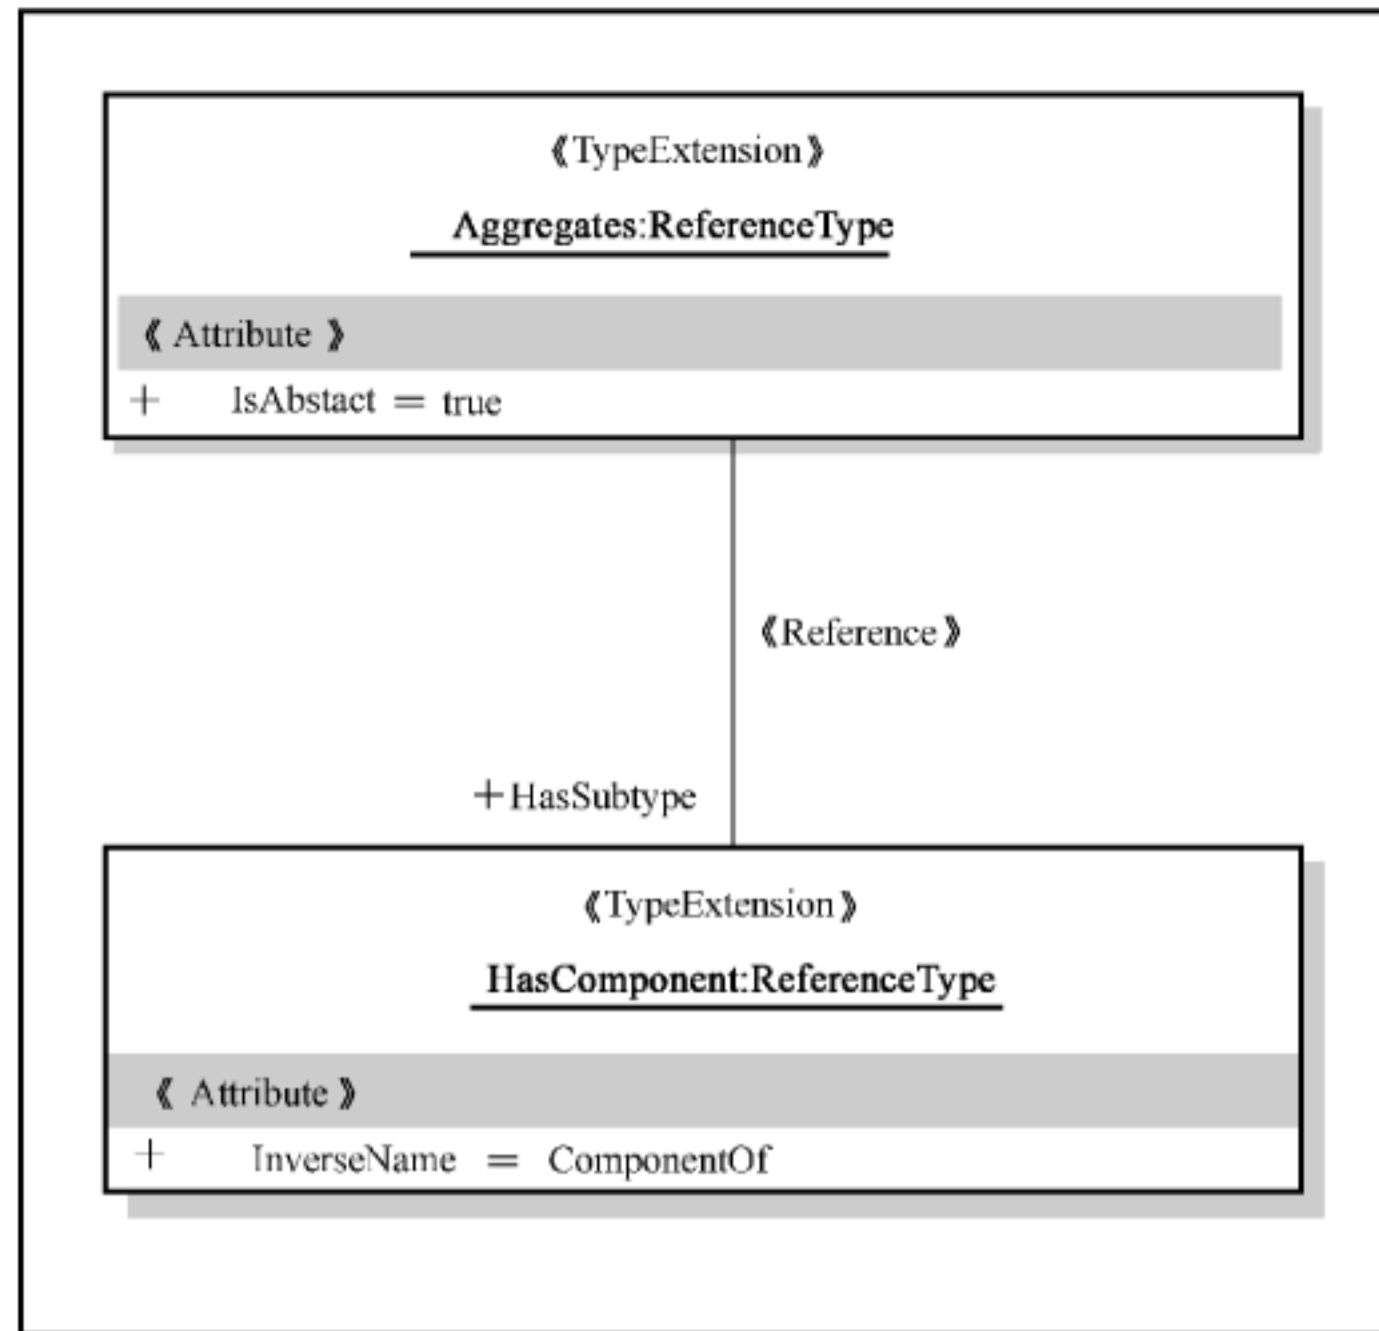 《TypeExtension》
Aggregates:ReferenceType
《 Attribute 》
+ IsAbstact = true
《Reference》
+HasSubtype
《TypeExtension》
HasComponent:ReferenceType
《 Attribute 》
+ InverseName = ComponentOf